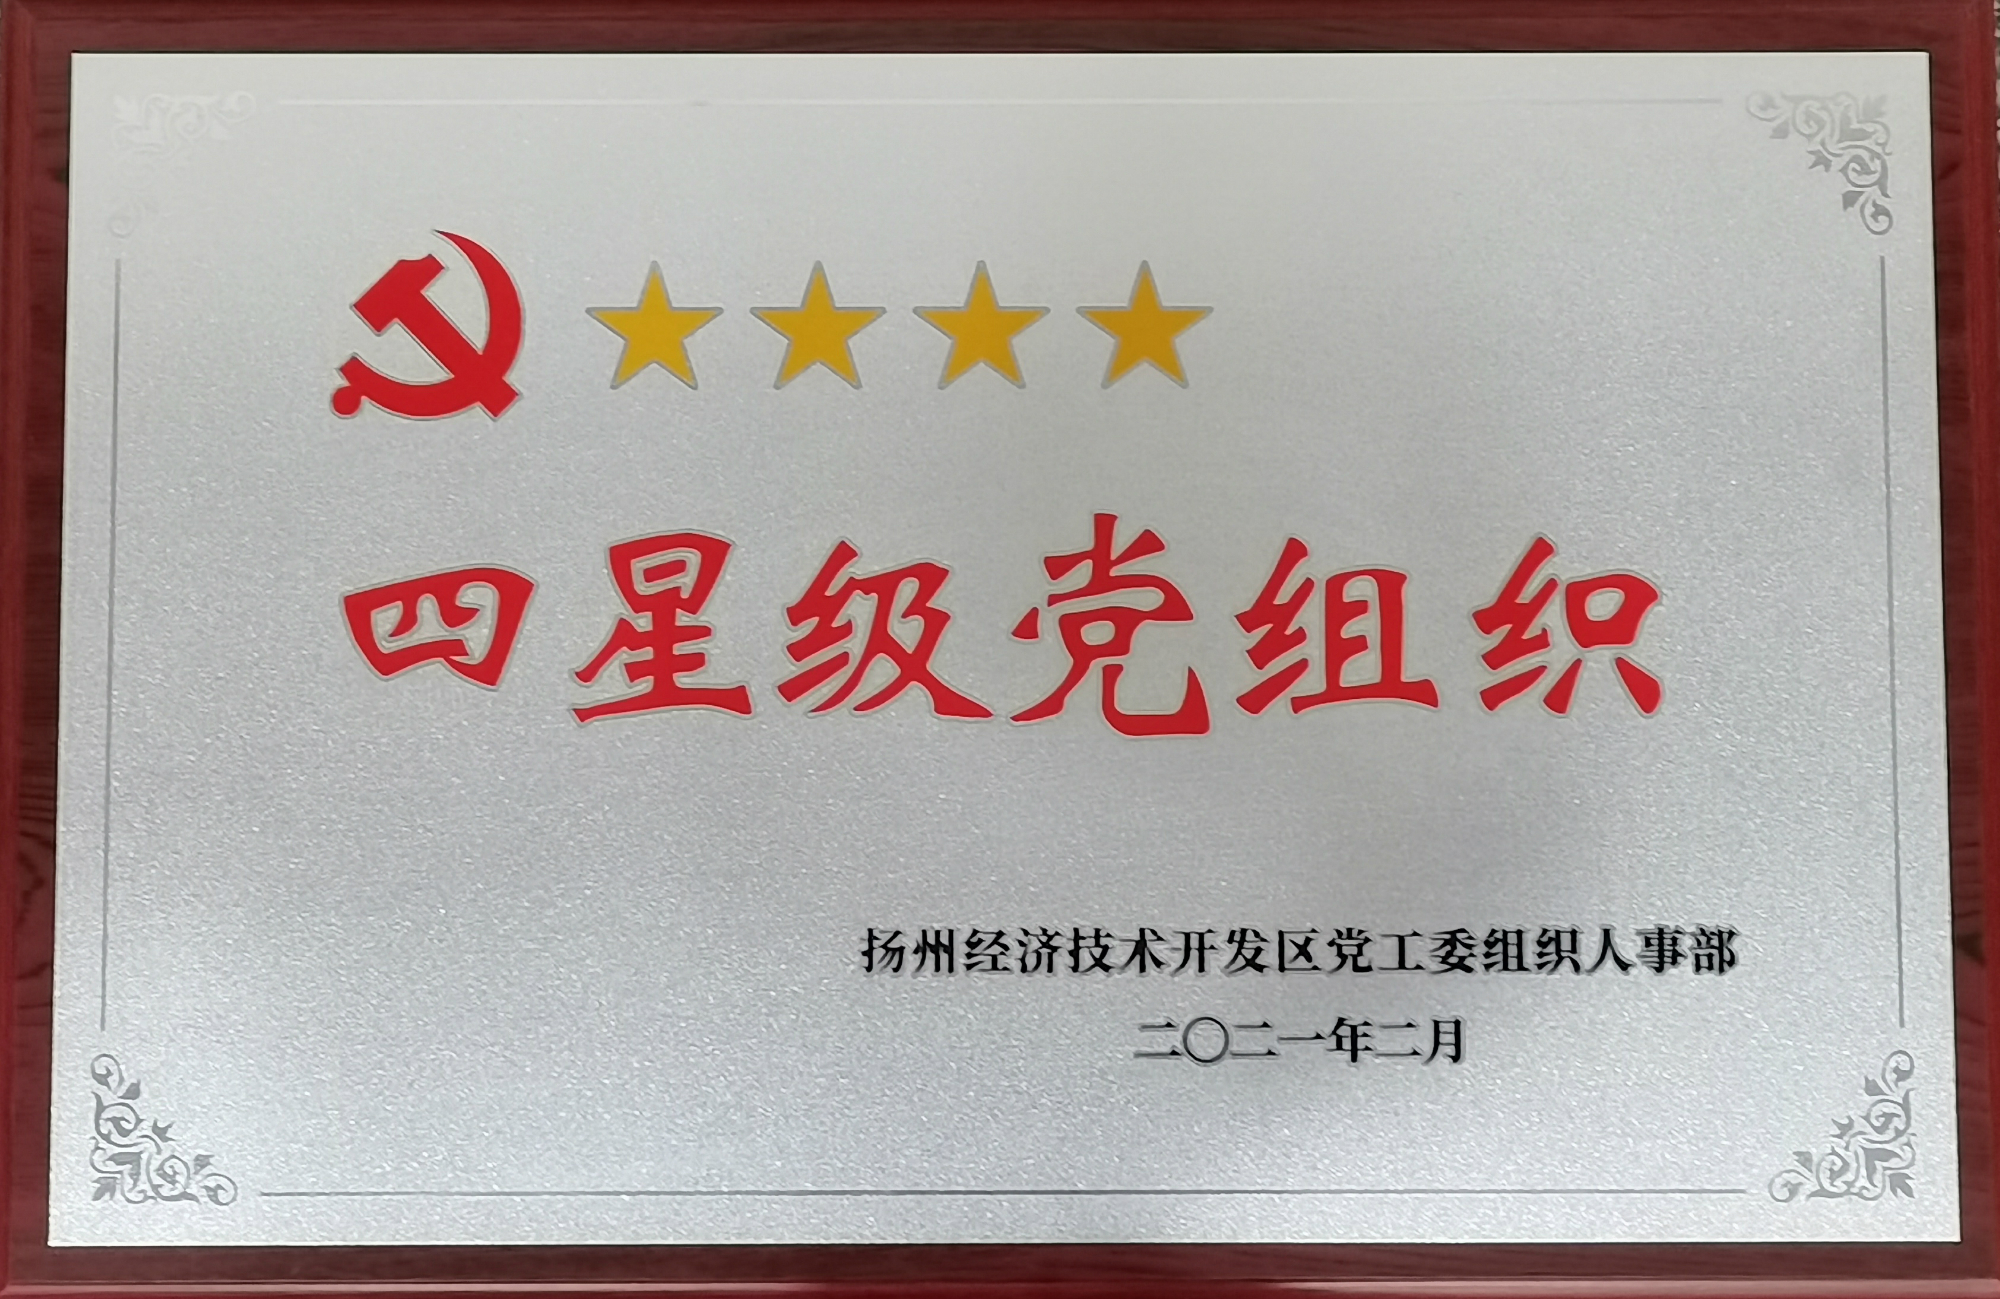 四星级党组织
扬州经济技术开发区党工委组织人事部
二〇二一年二月